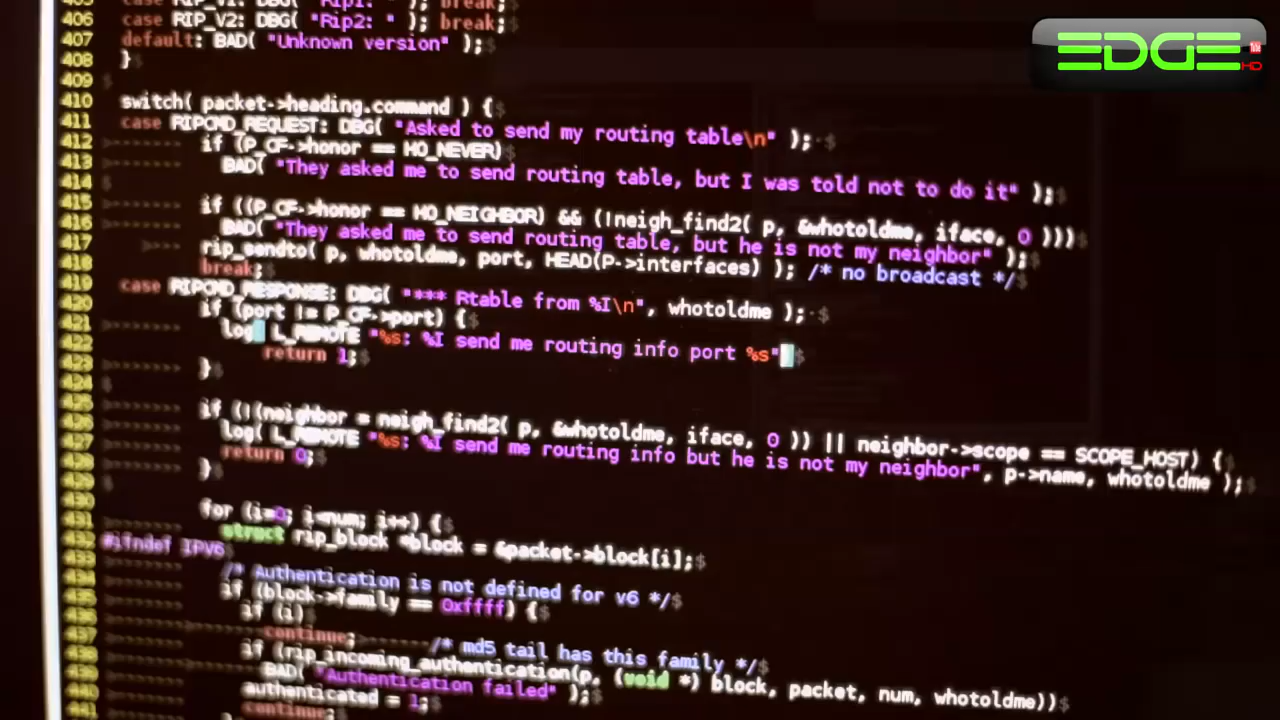 EDGE
HD
405 case RIP_V1: DBG( "Rip1: " ); break;$
406 case RIP_V2: DBG( "Rip2: " ); break;$
407 default: BAD( "Unknown version" );$
408 }$
409 $
410 switch( packet->heading.command ) {$
411 case RIPCMD_REQUEST: DBG( "Asked to send my routing table\n" );·$
412 if (P_CF->honor == HO_NEVER)$
413 BAD( "They asked me to send routing table, but I was told not to do it" );$
414 $
415 if ((P_CF->honor == HO_NEIGHBOR) && (!neigh_find2( p, &whotoldme, iface, 0 )))$
416 BAD( "They asked me to send routing table, but he is not my neighbor" );$
417 rip_sendto( p, whotoldme, port, HEAD(P->interfaces) ); /* no broadcast */$
418 break;$
419 case RIPCMD_RESPONSE: DBG( "*** Rtable from %I\n", whotoldme );·$
420 if (port != P_CF->port) {$
421 log( L_REMOTE "%s: %I send me routing info port %s" $
422 return 1;$
423 }$
424 $
425 if (!(neighbor = neigh_find2( p, &whotoldme, iface, 0 )) || neighbor->scope == SCOPE_HOST) {$
426 log( L_REMOTE "%s: %I send me routing info but he is not my neighbor", p->name, whotoldme );$
427 return 0;$
428 }$
429 $
430 for (i=0; i<num; i++) {$
431 struct rip_block *block = &packet->block[i];$
432 #ifndef IPV6$
433 /* Authentication is not defined for v6 */$
434 if (block->family == 0xffff) {$
435 if (i)$
436 continue; /* md5 tail has this family */$
437 if (rip_incoming_authentication(p, (void *) block, packet, num, whotoldme))$
438 BAD( "Authentication failed" );$
439 authenticated = 1;$
440 continue;$
441 }